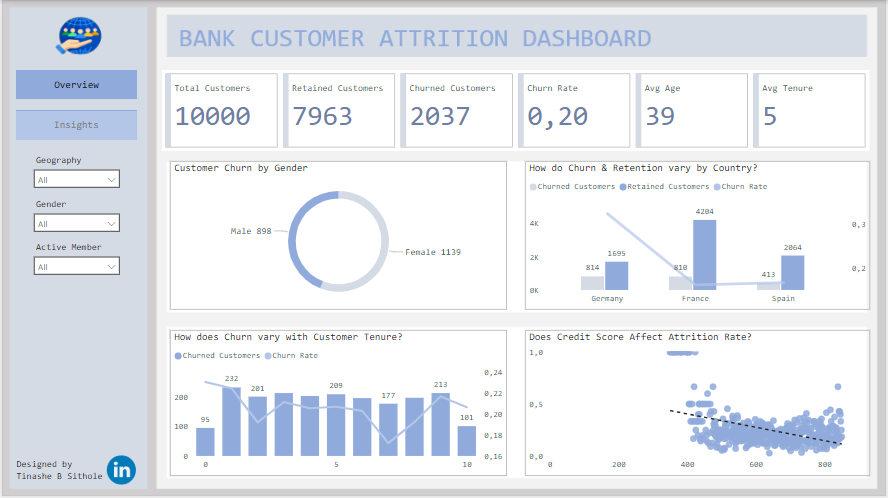 BANK CUSTOMER ATTRITION DASHBOARD
Overview
Insights
Geography
All
Gender
All
Active Member
All
Designed by
Tinashe B Sithole
in
Total Customers
10000
Retained Customers
7963
Churned Customers
2037
Churn Rate
0,20
Avg Age
39
Avg Tenure
5
Customer Churn by Gender
Male 898
Female 1139
How do Churn & Retention vary by Country?
Churned Customers Retained Customers Churn Rate
4K
2K
0K
814
1695
810
4204
413
2064
0,3
0,2
Germany
France
Spain
How does Churn vary with Customer Tenure?
Churned Customers Churn Rate
200
100
0
95
232
201
209
177
213
101
0,24
0,22
0,20
0,18
0,16
0
5
10
Does Credit Score Affect Attrition Rate?
1,0
0,5
0,0
0
200
400
600
800